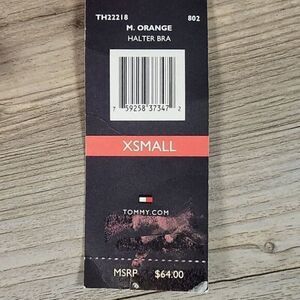 TH22218 802
M. ORANGE
HALTER BRA
7 59258 37347 2
XSMALL
TOMMY.COM
MSRP $64.00